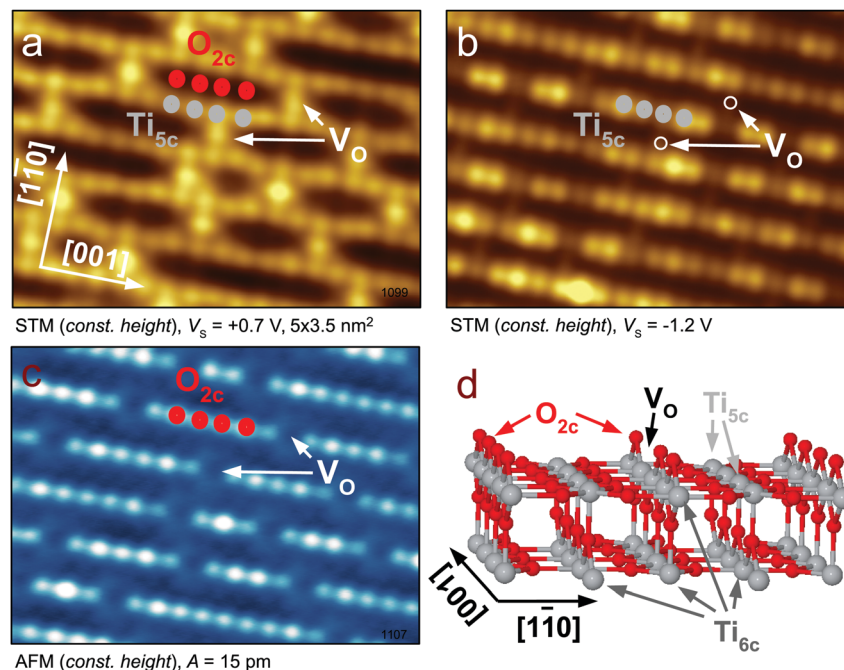 a
O2c
Ti5c
VO
[11̅0]
[001]
1099
STM (const. height), VS = +0.7 V, 5x3.5 nm²
b
Ti5c
VO
STM (const. height), VS = -1.2 V
c
O2c
VO
1107
AFM (const. height), A = 15 pm
d
VO
Ti5c
O2c
[001]
[11̅0]
Ti6c